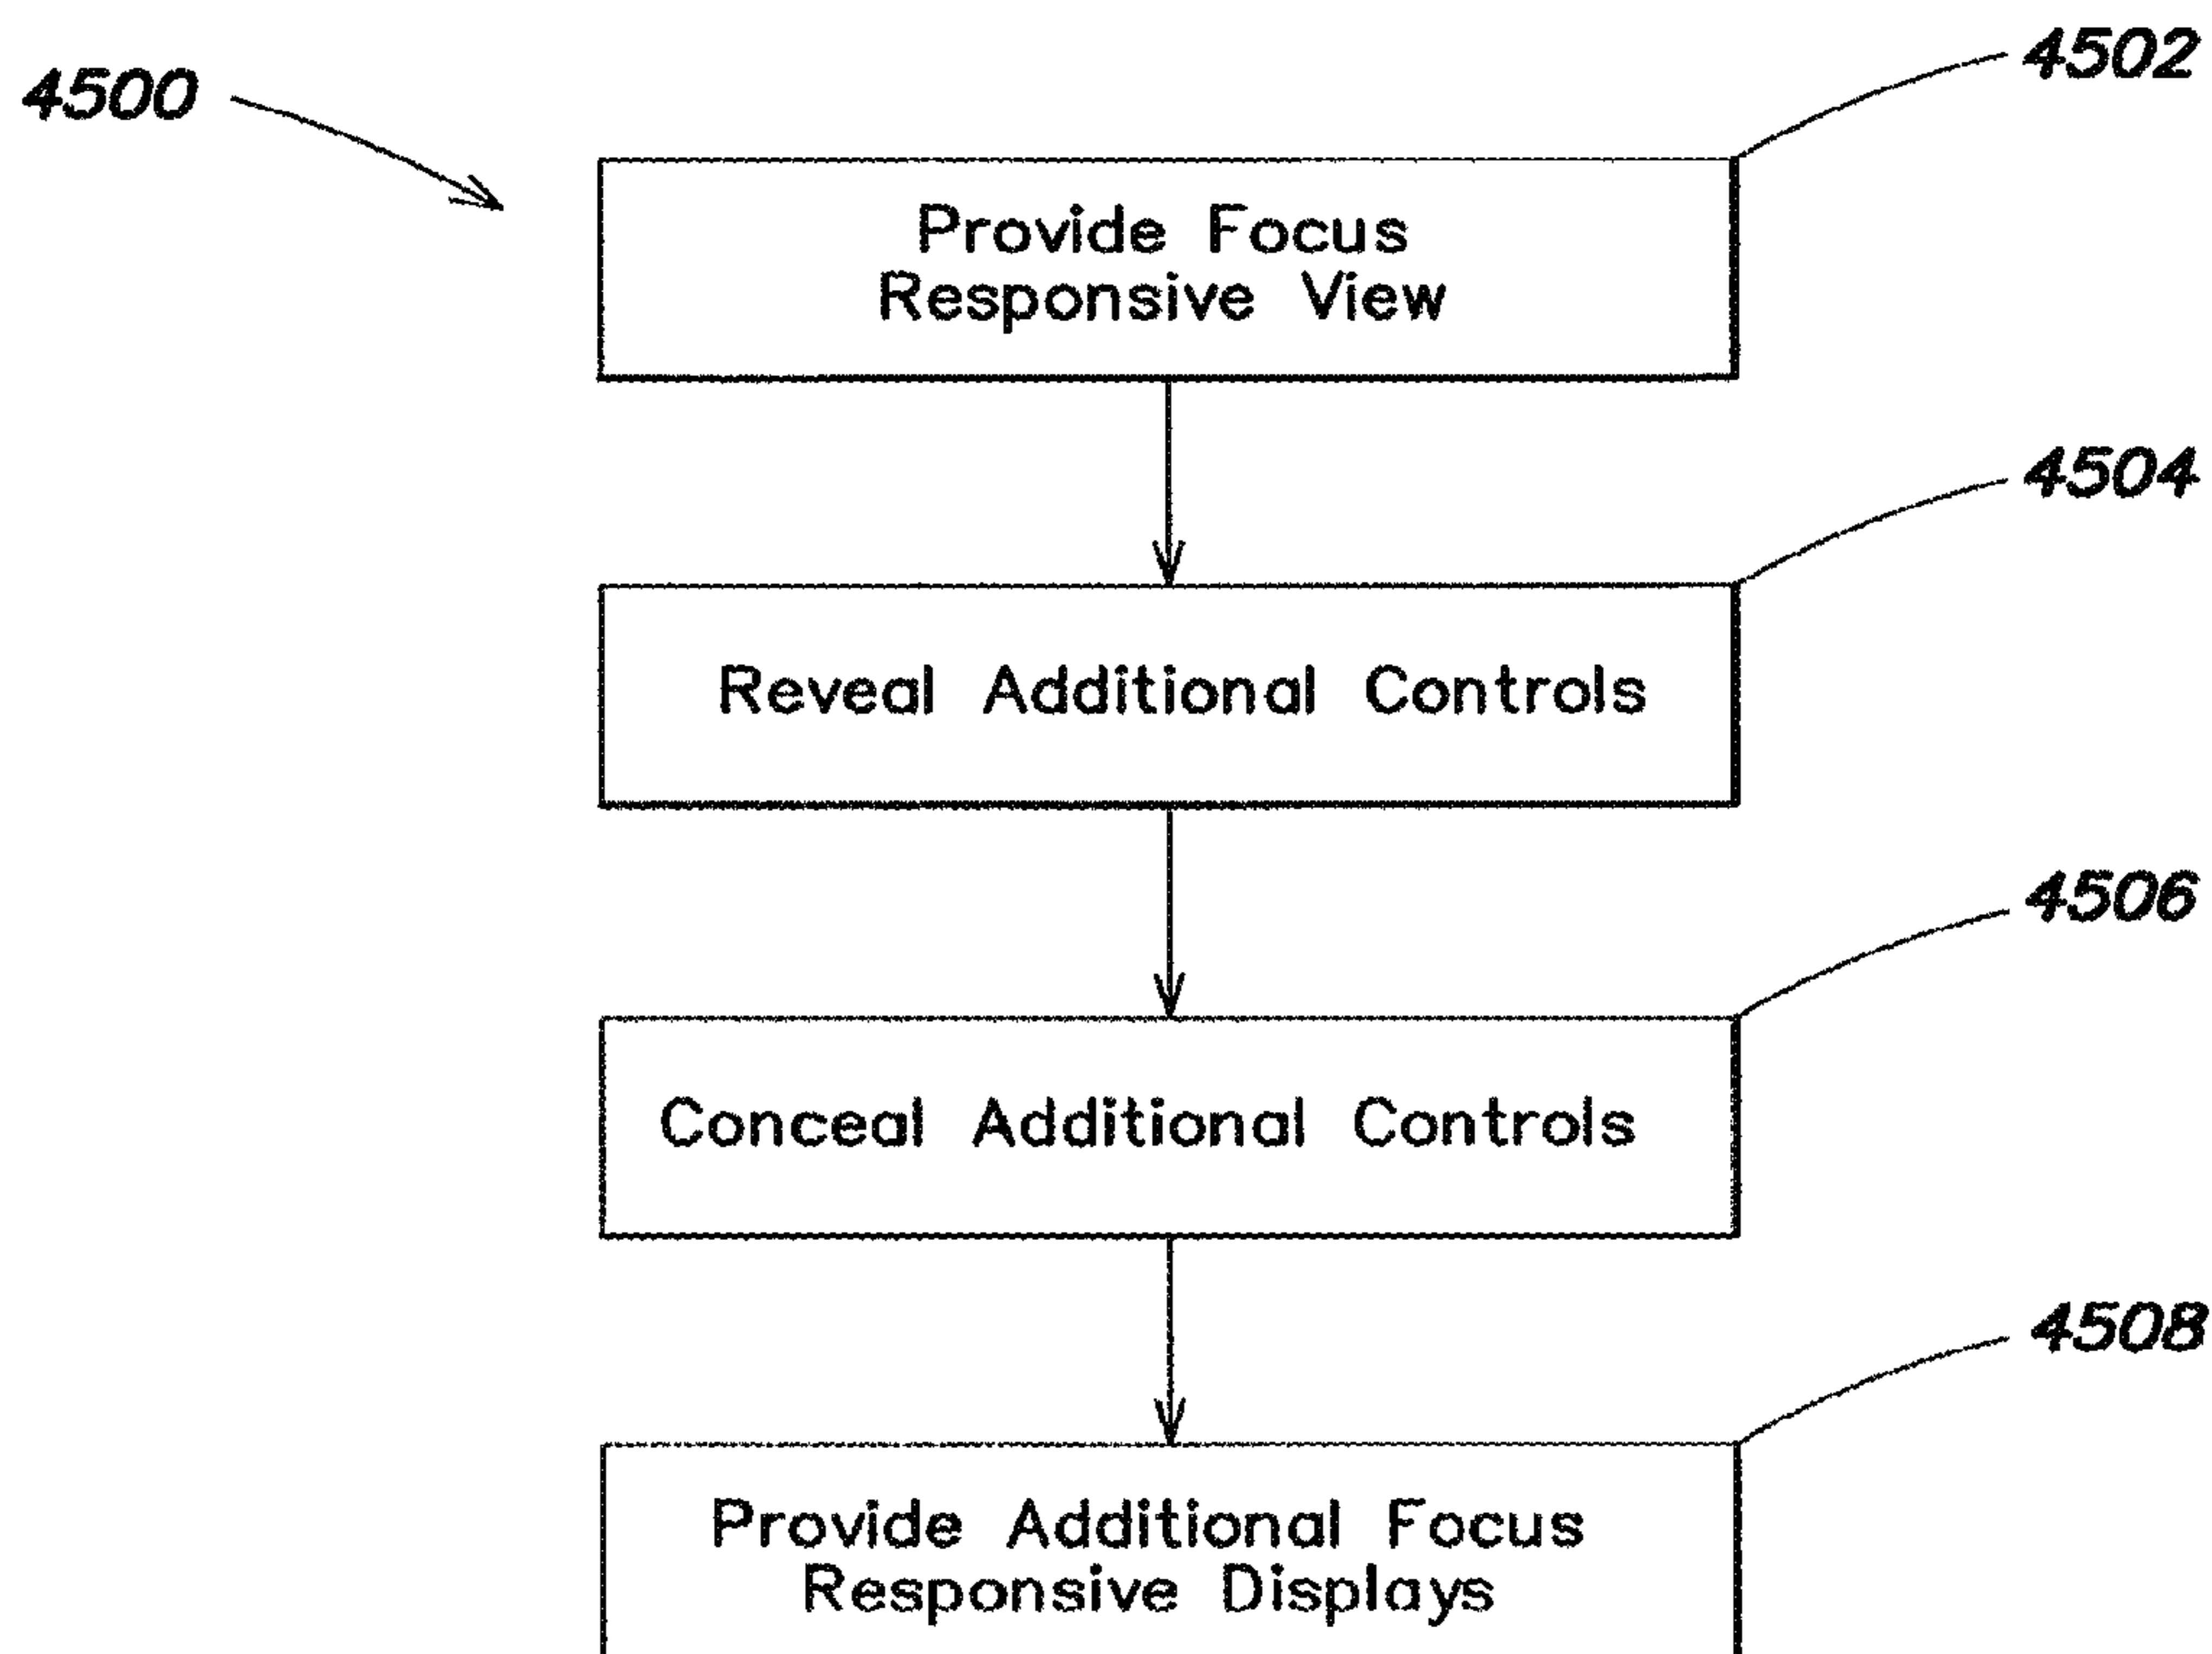 4500
4502
Provide Focus
Responsive View
4504
Reveal Additional Controls
4506
Conceal Additional Controls
4508
Provide Additional Focus
Responsive Displays